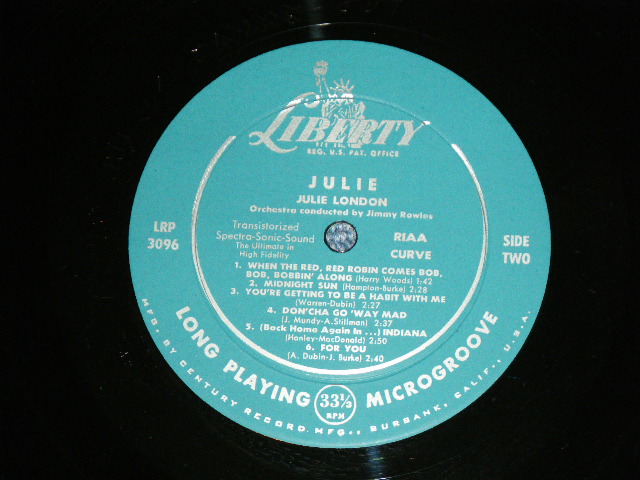 LIBERTY
REG. U.S. PAT. OFFICE
JULIE
JULIE LONDON
Orchestra conducted by Jimmy Rowles
LRP
3096
Transistorized
Spectra-Sonic-Sound
The Ultimate in
High Fidelity
RIAA
CURVE
SIDE
TWO
1. WHEN THE RED, RED ROBIN COMES BOB,
BOB, BOBBIN' ALONG (Harry Woods) 1:42
2. MIDNIGHT SUN (Hampton-Burke) 2:28
3. YOU'RE GETTING TO BE A HABIT WITH ME
(Warren-Dubin) 2:27
4. DON'CHA GO 'WAY MAD
(J. Mundy-A.Stillman) 2:37
5. (Back Home Again in ...) INDIANA
(Hanley-MacDonald) 2:50
6. FOR YOU
(A. Dubin-J. Burke) 2:40
LONG PLAYING 33⅓ RPM MICROGROOVE
MFG. BY CENTURY RECORD MFG., BURBANK, CALIF., U.S.A.